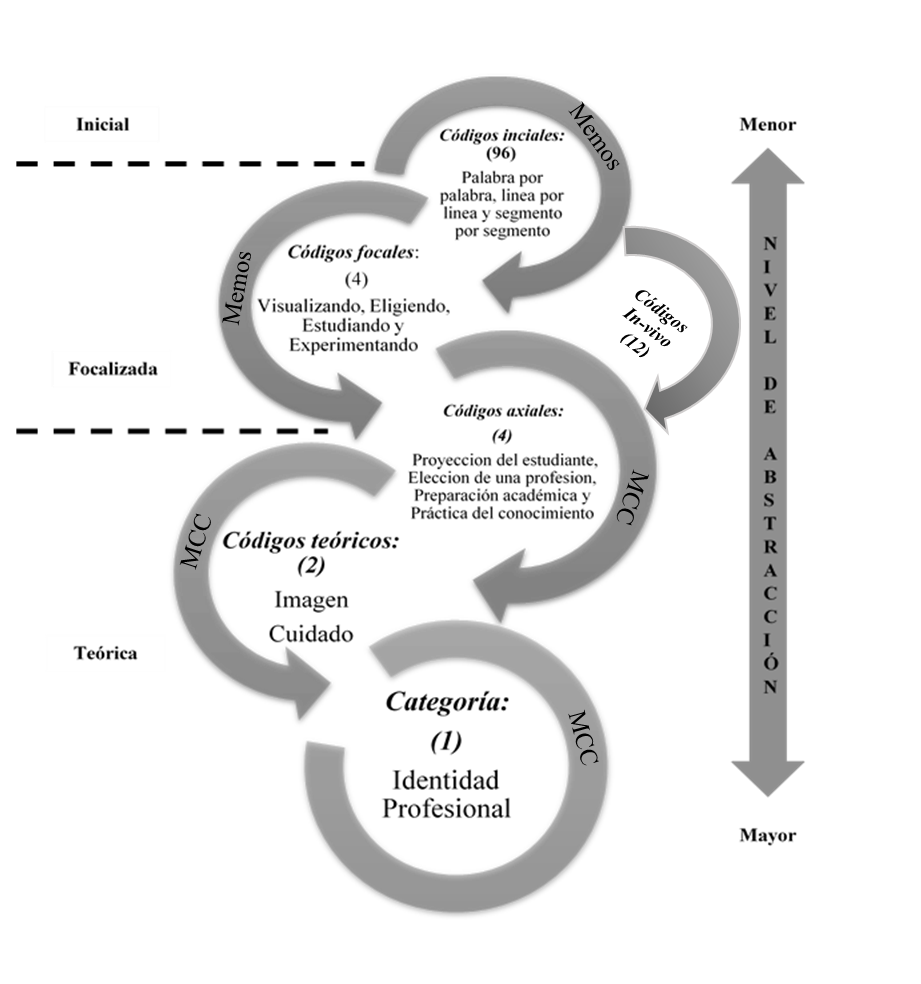 Inicial
Menor
Códigos inciales:
(96)
Palabra por
palabra, linea por
linea y segmento
por segmento
Memos
Códigos focales:
(4)
Visualizando, Eligiendo,
Estudiando y
Experimentando
Memos
Códigos
In-vivo
(12)
NIVEL DE ABSTRACCIÓN
Focalizada
Códigos axiales:
(4)
Proyeccion del estudiante,
Eleccion de una profesion,
Preparación académica y
Práctica del conocimiento
MCC
MCC
Códigos teóricos:
(2)
Imagen
Cuidado
Teórica
Categoría:
(1)
Identidad
Profesional
MCC
Mayor